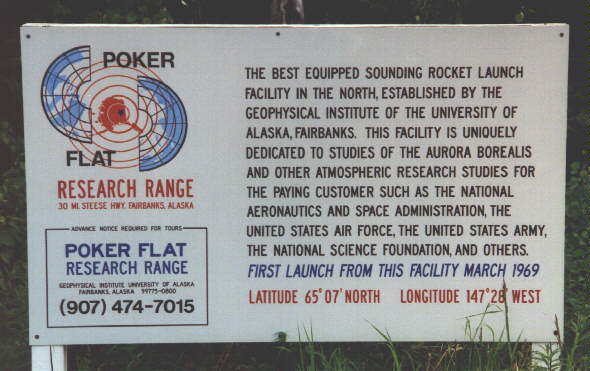 POKER
FLAT
RESEARCH RANGE
30 MI. STEESE HWY. FAIRBANKS, ALASKA
ADVANCE NOTICE REQUIRED FOR TOURS
POKER FLAT
RESEARCH RANGE
GEOPHYSICAL INSTITUTE UNIVERSITY OF ALASKA
FAIRBANKS, ALASKA 99775-0800
(907) 474-7015
THE BEST EQUIPPED SOUNDING ROCKET LAUNCH
FACILITY IN THE NORTH, ESTABLISHED BY THE
GEOPHYSICAL INSTITUTE OF THE UNIVERSITY OF
ALASKA, FAIRBANKS. THIS FACILITY IS UNIQUELY
DEDICATED TO STUDIES OF THE AURORA BOREALIS
AND OTHER ATMOSPHERIC RESEARCH STUDIES FOR
THE PAYING CUSTOMER SUCH AS THE NATIONAL
AERONAUTICS AND SPACE ADMINISTRATION, THE
UNITED STATES AIR FORCE, THE UNITED STATES ARMY,
THE NATIONAL SCIENCE FOUNDATION, AND OTHERS.
FIRST LAUNCH FROM THIS FACILITY MARCH 1969
LATITUDE 65°07' NORTH LONGITUDE 147°28' WEST